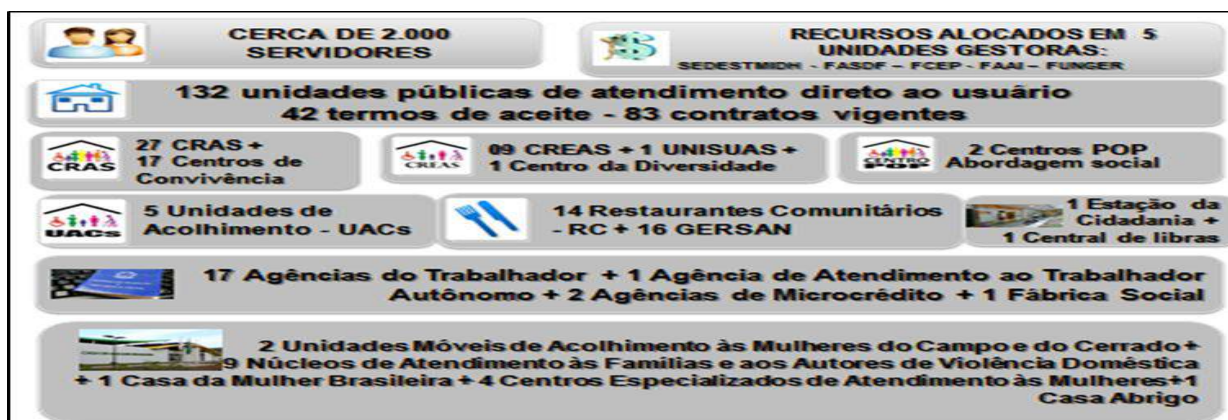 CERCA DE 2.000
SERVIDORES
RECURSOS ALOCADOS EM 5
UNIDADES GESTORAS:
SEDESTMIDH - FASDF – FCEP - FAAI – FUNGER
132 unidades públicas de atendimento direto ao usuário
42 termos de aceite - 83 contratos vigentes
CRAS
27 CRAS +
17 Centros de
Convivência
CREAS
09 CREAS + 1 UNISUAS +
1 Centro da Diversidade
CENTRO
POP
2 Centros POP
Abordagem social
UACs
5 Unidades de
Acolhimento - UACs
14 Restaurantes Comunitários
- RC + 16 GERSAN
1 Estação da
Cidadania +
1 Central de libras
17 Agências do Trabalhador + 1 Agência de Atendimento ao Trabalhador
Autônomo + 2 Agências de Microcrédito + 1 Fábrica Social
2 Unidades Móveis de Acolhimento às Mulheres do Campo e do Cerrado +
9 Núcleos de Atendimento às Famílias e aos Autores de Violência Doméstica
+ 1 Casa da Mulher Brasileira + 4 Centros Especializados de Atendimento às Mulheres+1
Casa Abrigo